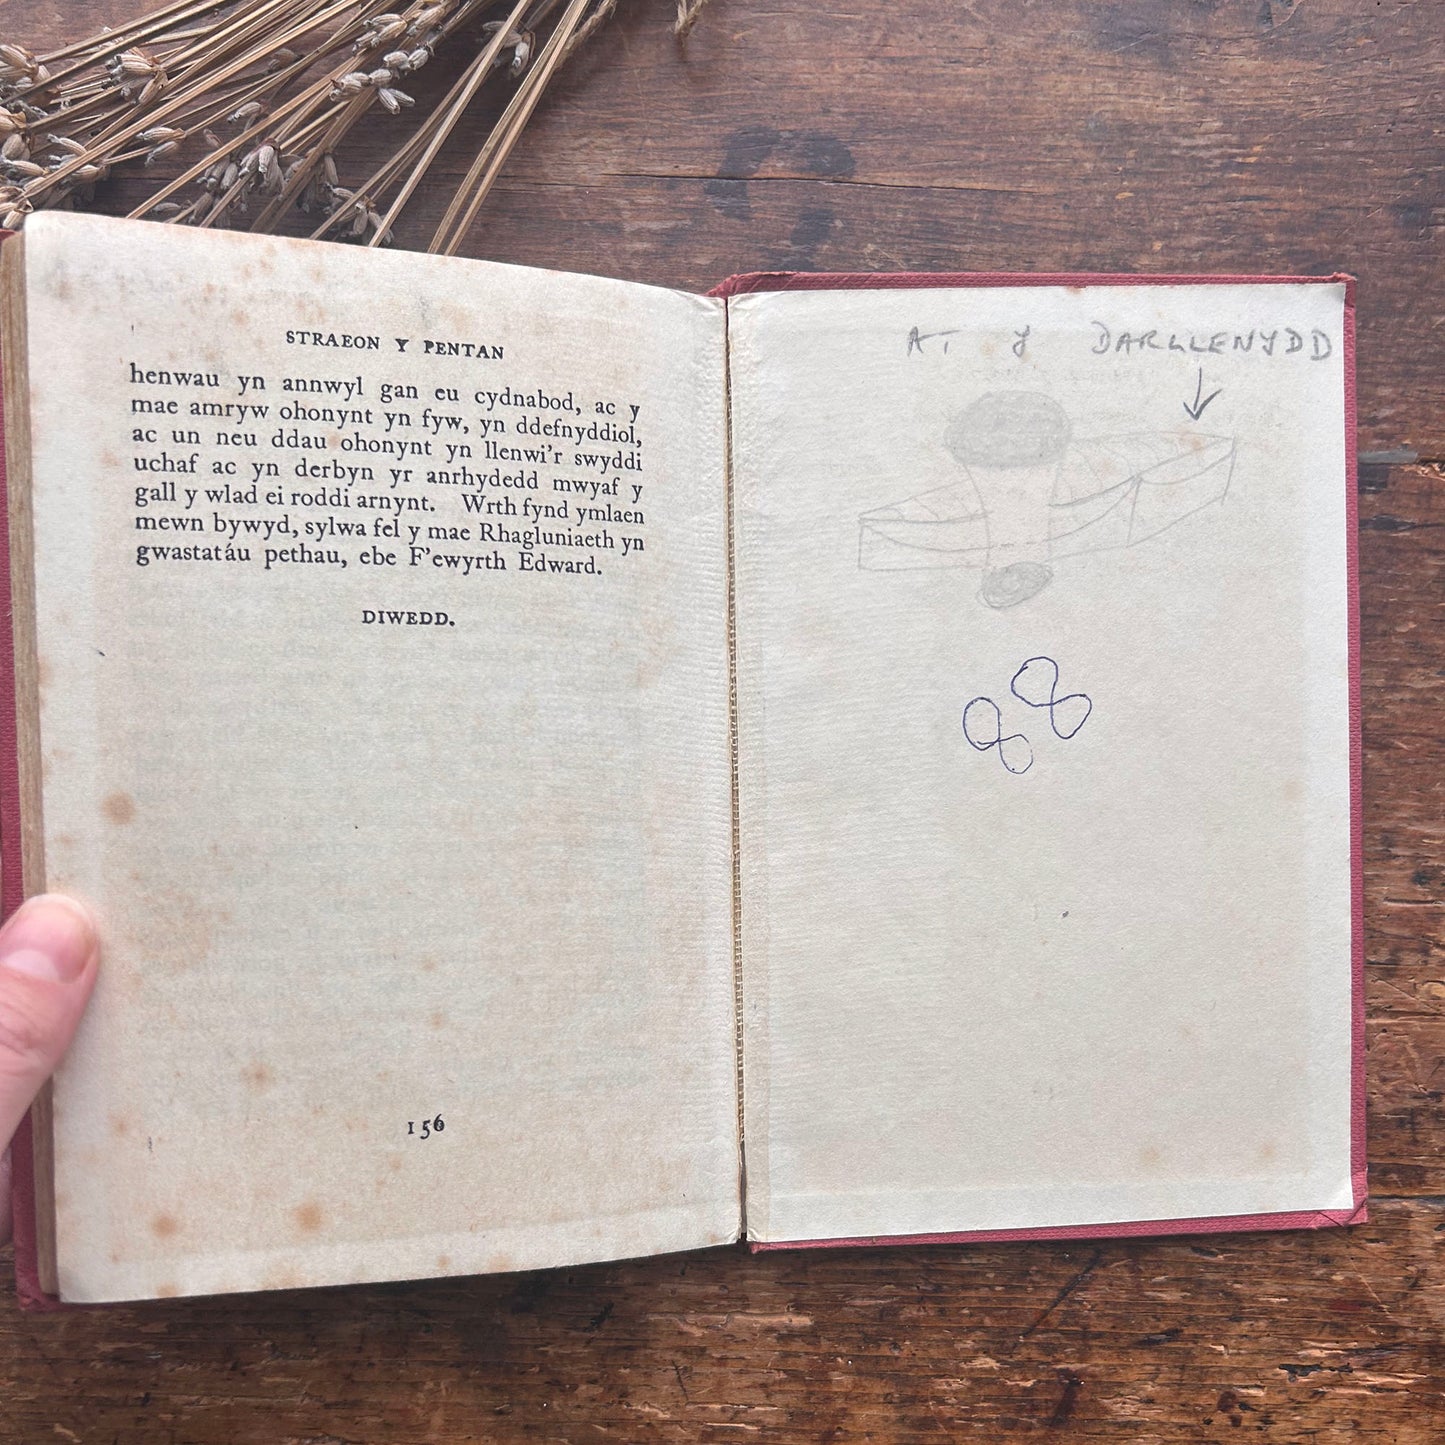 STRAEON Y PENTAN
henwau yn annwyl gan eu cydnabod, ac y
mae amryw ohonynt yn fyw, yn ddefnyddiol,
ac un neu ddau ohonynt yn llenwi'r swyddi
uchaf ac yn derbyn yr anrhydedd mwyaf y
gall y wlad ei roddi arnynt. Wrth fynd ymlaen
mewn bywyd, sylwa fel y mae Rhagluniaeth yn
gwastatáu pethau, ebe F'ewyrth Edward.
DIWEDD.
156
AT Y DARLLENYDD
88